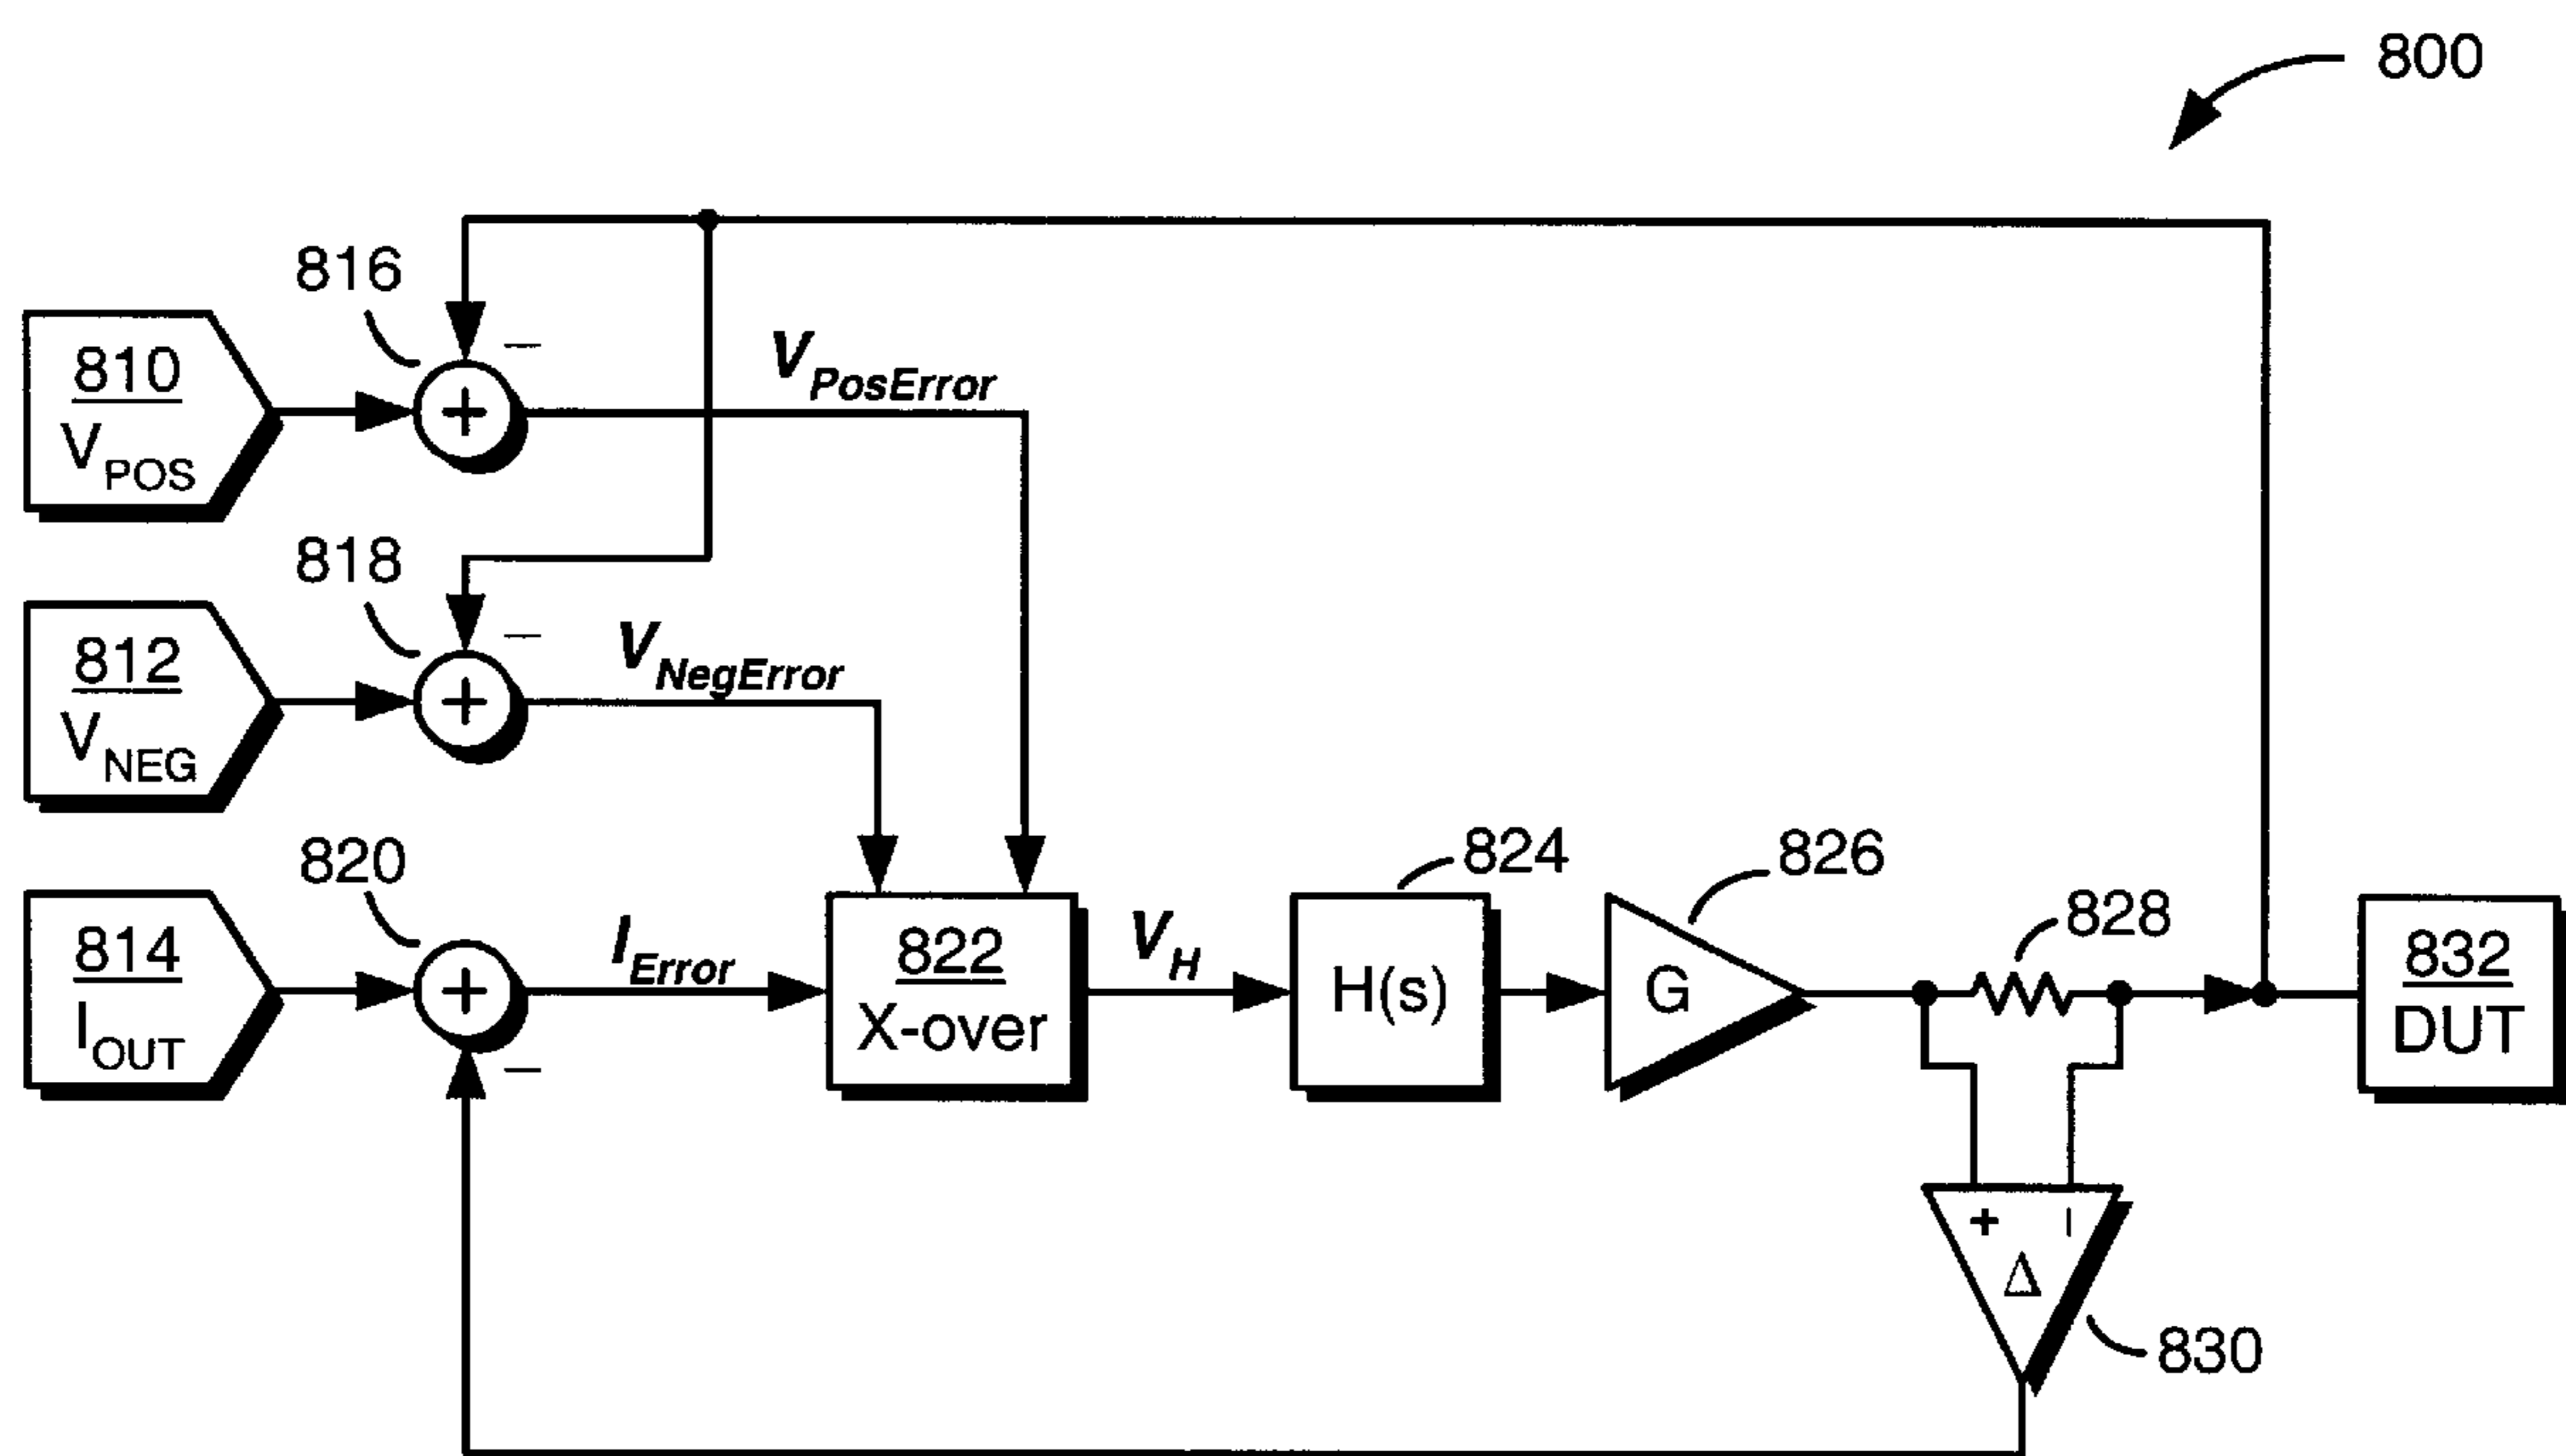 800
816
810
V_POS
−
V_PosError
818
812
V_NEG
−
V_NegError
820
814
I_OUT
−
I_Error
822
X-over
V_H
824
H(s)
826
G
828
832
DUT
+ −
Δ
830
+
+
+